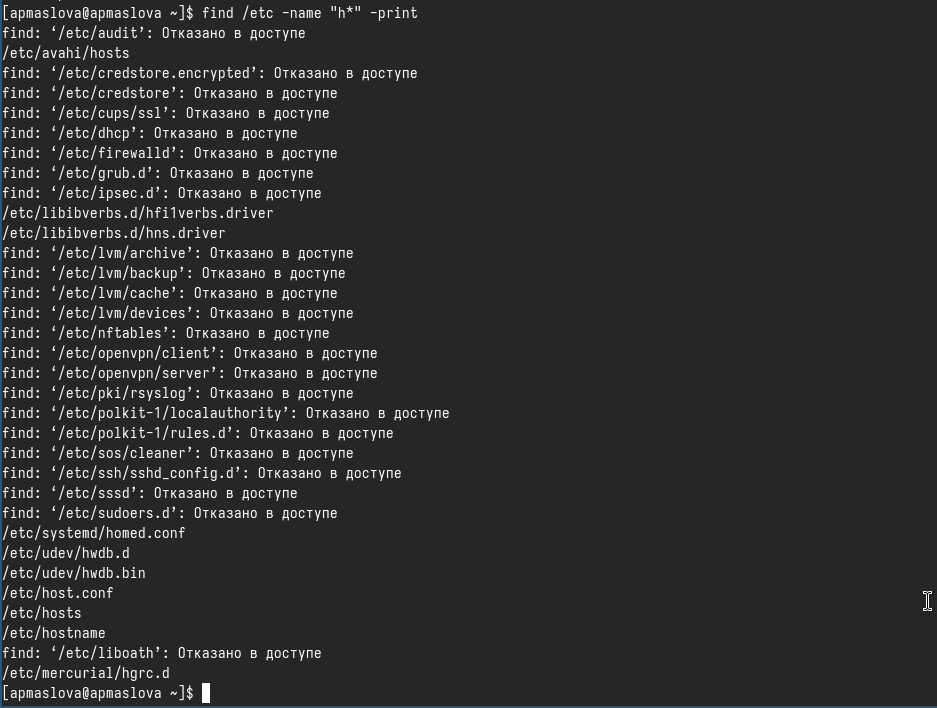 [apmaslova@apmaslova ~]$ find /etc -name "h*" -print
find: ‘/etc/audit’: Отказано в доступе
/etc/avahi/hosts
find: ‘/etc/credstore.encrypted’: Отказано в доступе
find: ‘/etc/credstore’: Отказано в доступе
find: ‘/etc/cups/ssl’: Отказано в доступе
find: ‘/etc/dhcp’: Отказано в доступе
find: ‘/etc/firewalld’: Отказано в доступе
find: ‘/etc/grub.d’: Отказано в доступе
find: ‘/etc/ipsec.d’: Отказано в доступе
/etc/libibverbs.d/hfi1verbs.driver
/etc/libibverbs.d/hns.driver
find: ‘/etc/lvm/archive’: Отказано в доступе
find: ‘/etc/lvm/backup’: Отказано в доступе
find: ‘/etc/lvm/cache’: Отказано в доступе
find: ‘/etc/lvm/devices’: Отказано в доступе
find: ‘/etc/nftables’: Отказано в доступе
find: ‘/etc/openvpn/client’: Отказано в доступе
find: ‘/etc/openvpn/server’: Отказано в доступе
find: ‘/etc/pki/rsyslog’: Отказано в доступе
find: ‘/etc/polkit-1/localauthority’: Отказано в доступе
find: ‘/etc/polkit-1/rules.d’: Отказано в доступе
find: ‘/etc/sos/cleaner’: Отказано в доступе
find: ‘/etc/ssh/sshd_config.d’: Отказано в доступе
find: ‘/etc/sssd’: Отказано в доступе
find: ‘/etc/sudoers.d’: Отказано в доступе
/etc/systemd/homed.conf
/etc/udev/hwdb.d
/etc/udev/hwdb.bin
/etc/host.conf
/etc/hosts
/etc/hostname
find: ‘/etc/liboath’: Отказано в доступе
/etc/mercurial/hgrc.d
[apmaslova@apmaslova ~]$